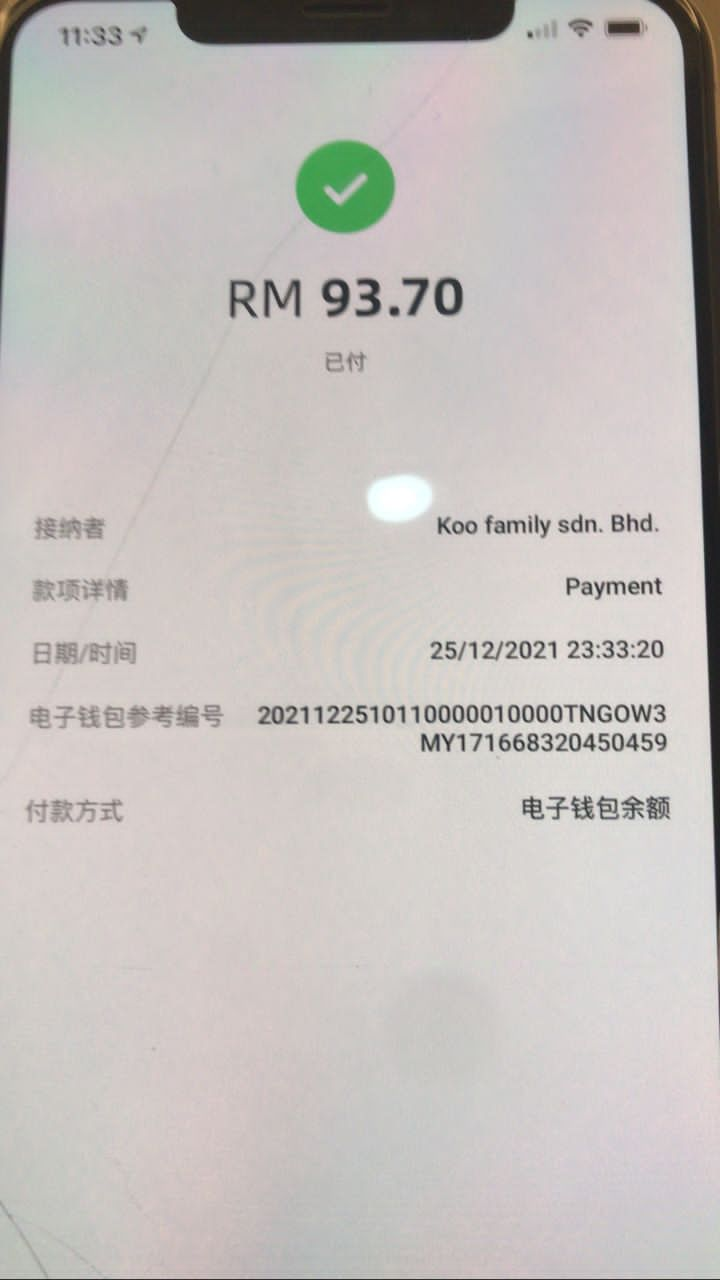 11:33
RM 93.70
已付
接纳者 Koo family sdn. Bhd.
款项详情 Payment
日期/时间 25/12/2021 23:33:20
电子钱包参考编号 2021122510110000010000TNGOW3
MY171668320450459
付款方式 电子钱包余额